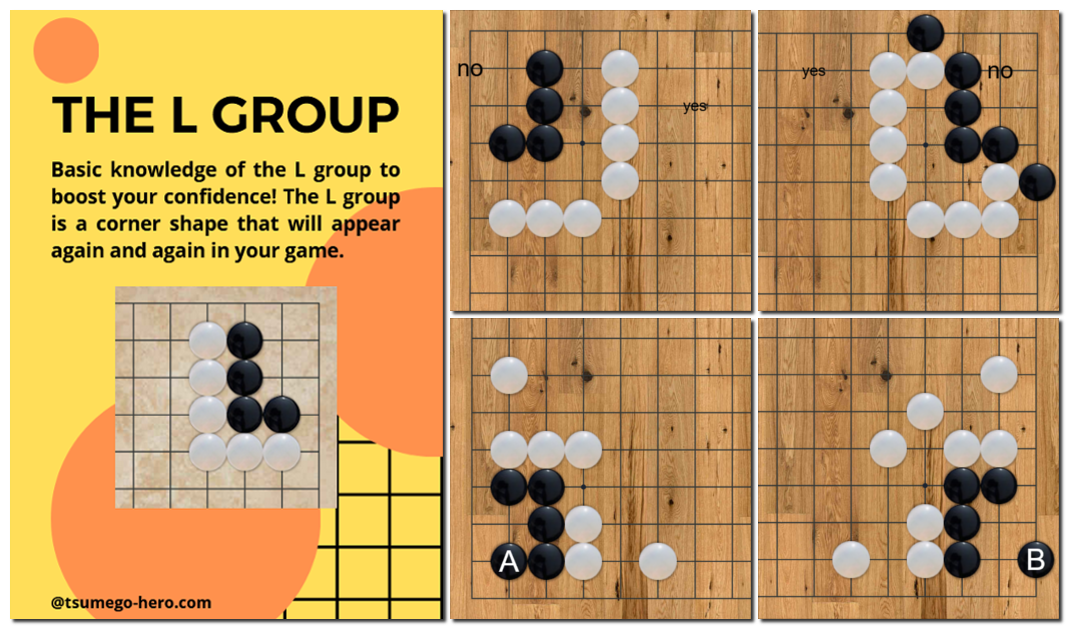 THE L GROUP
Basic knowledge of the L group to
boost your confidence! The L group
is a corner shape that will appear
again and again in your game.
@tsumego-hero.com
no
yes
yes
no
A
B